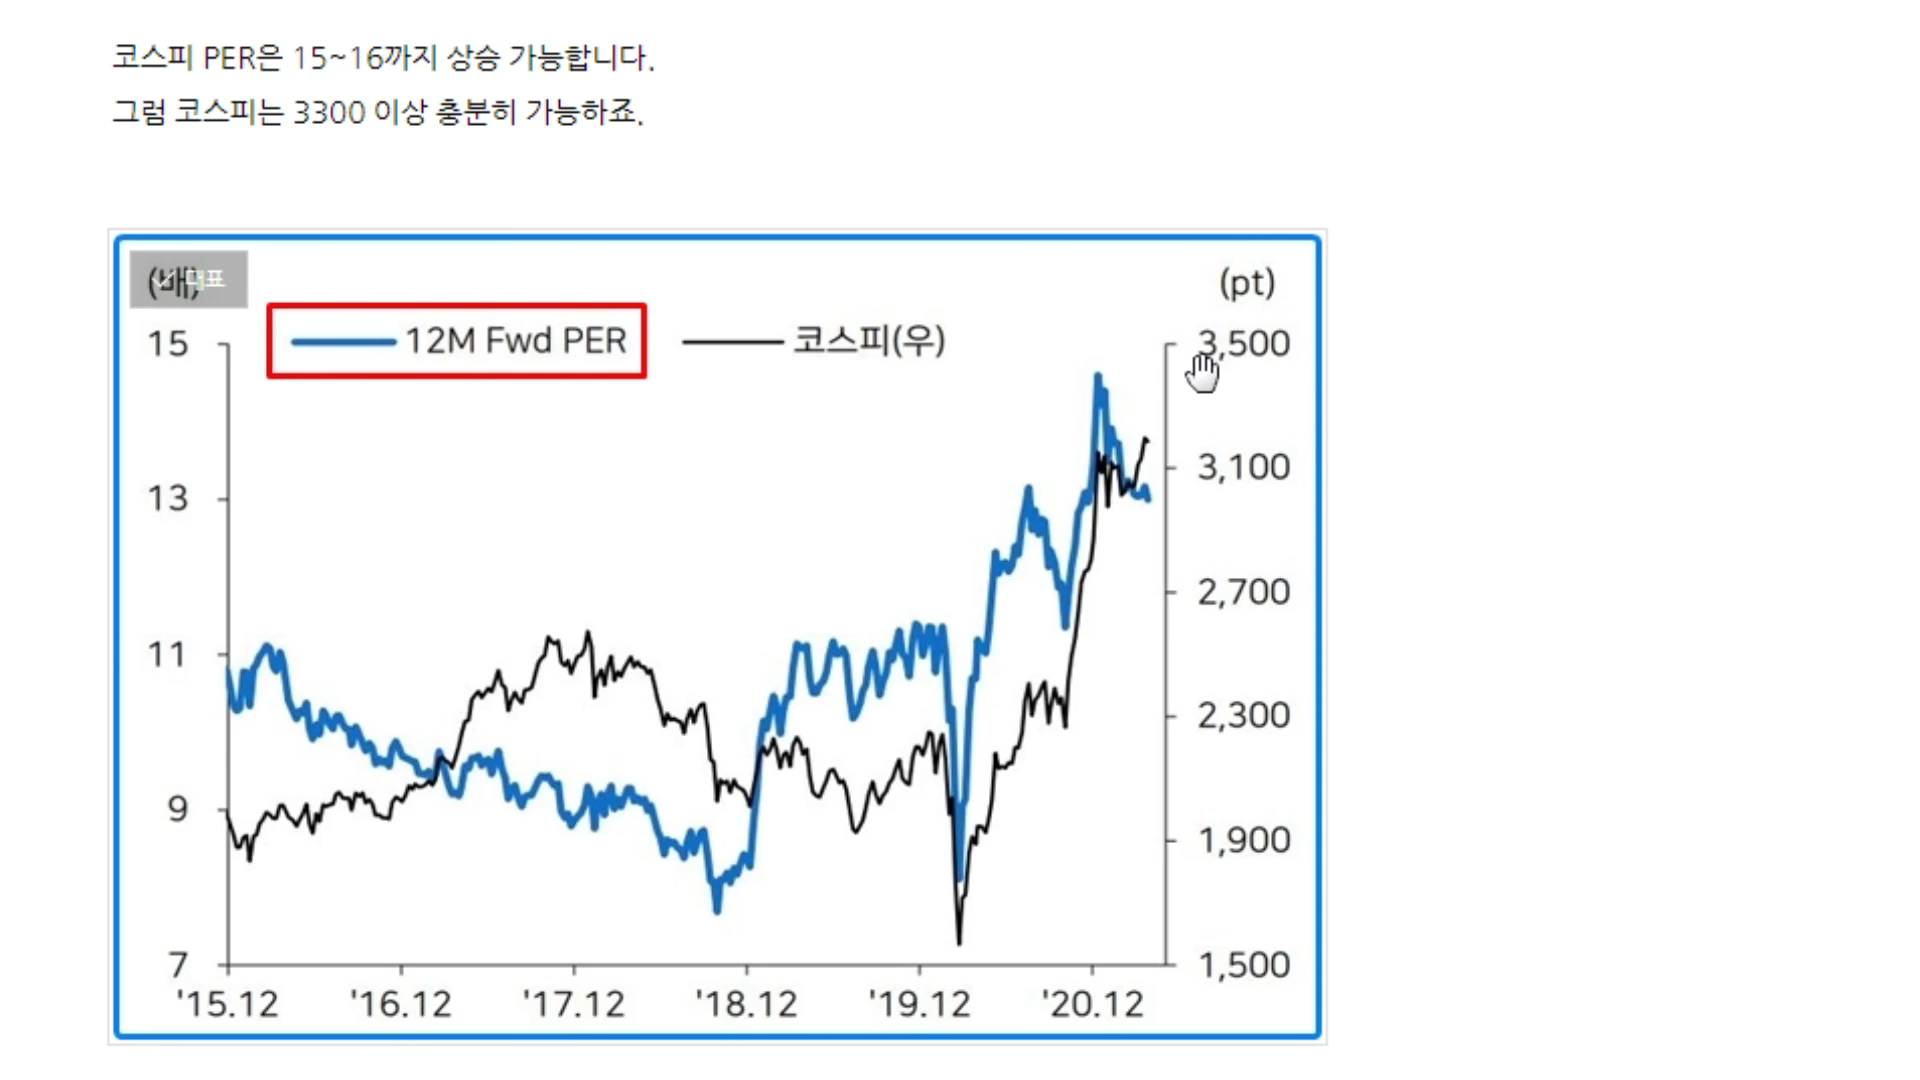 코스피 PER은 15~16까지 상승 가능합니다.
그럼 코스피는 3300 이상 충분히 가능하죠.
(배) 대표
(pt)
12M Fwd PER
코스피(우)
15
13
11
9
7
3,500
3,100
2,700
2,300
1,900
1,500
'15.12 '16.12 '17.12 '18.12 '19.12 '20.12